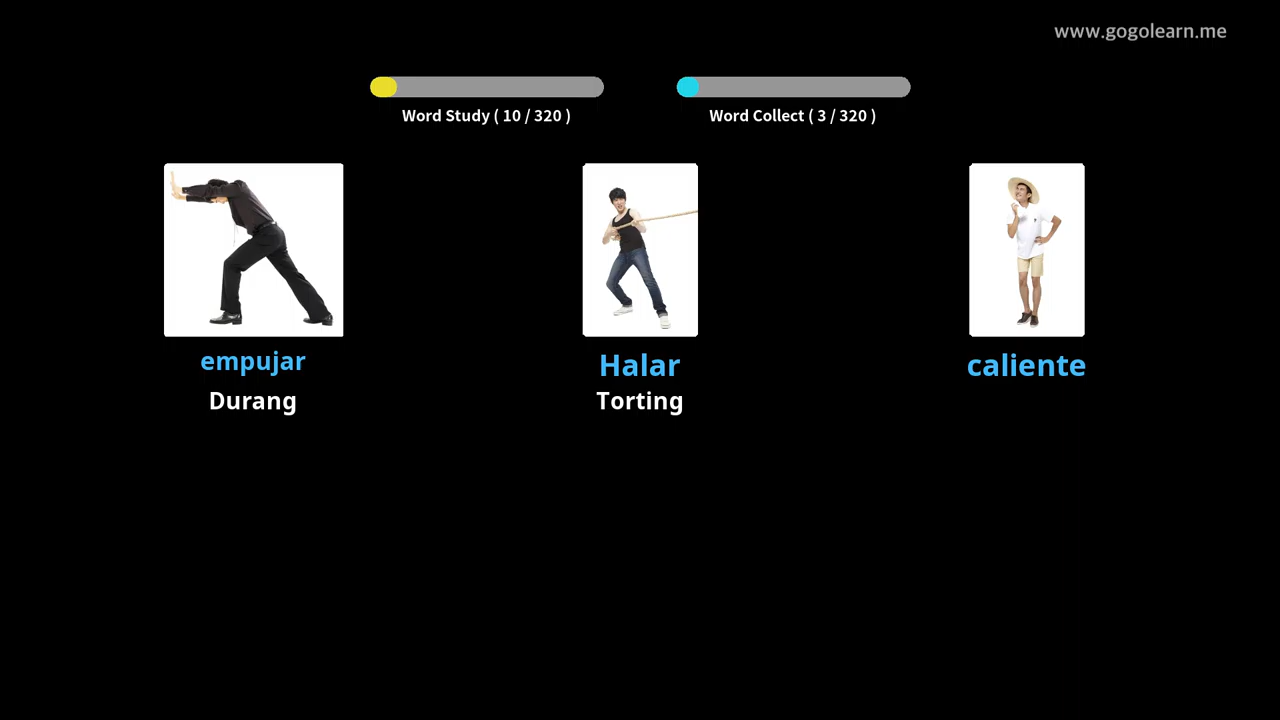 www.gogolearn.me
Word Study ( 10 / 320 )
Word Collect ( 3 / 320 )
empujar
Durang
Halar
Torting
caliente